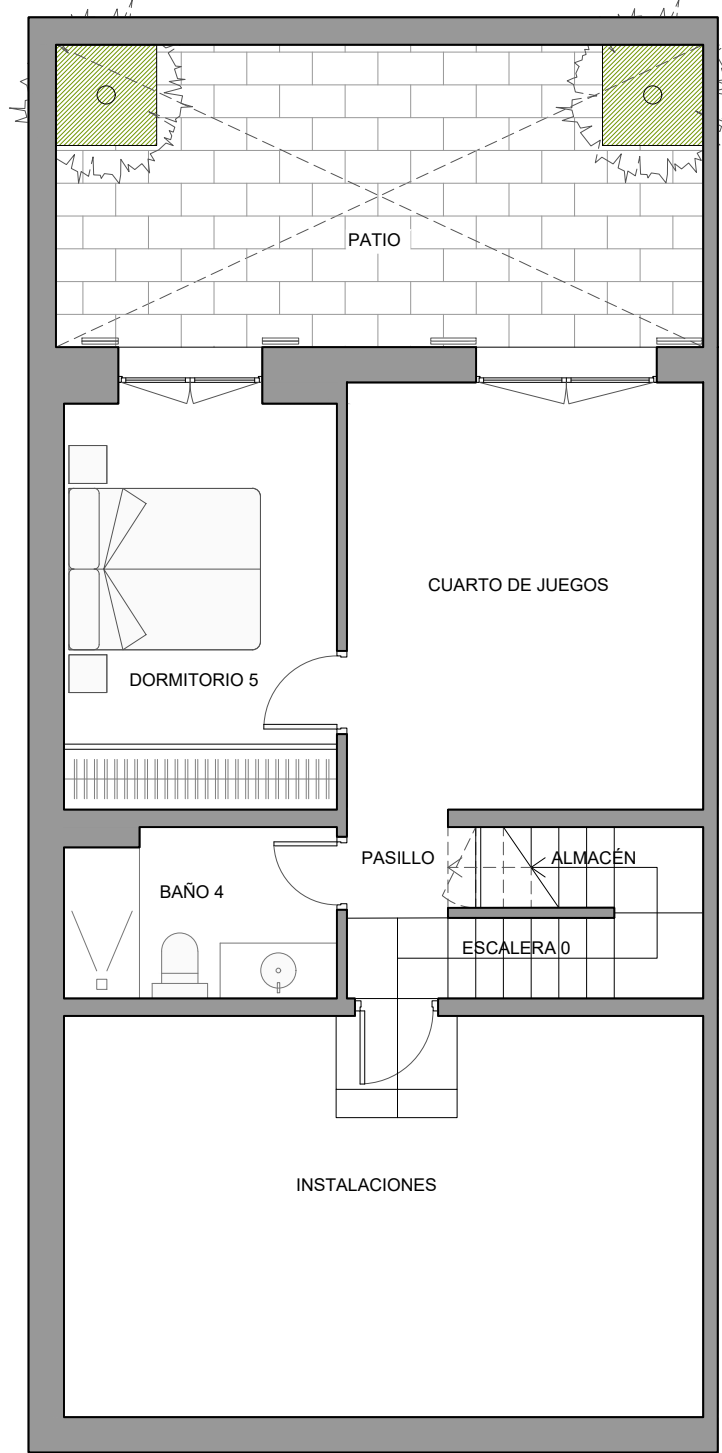 PATIO
CUARTO DE JUEGOS
DORMITORIO 5
PASILLO
ALMACÉN
BAÑO 4
ESCALERA 0
INSTALACIONES